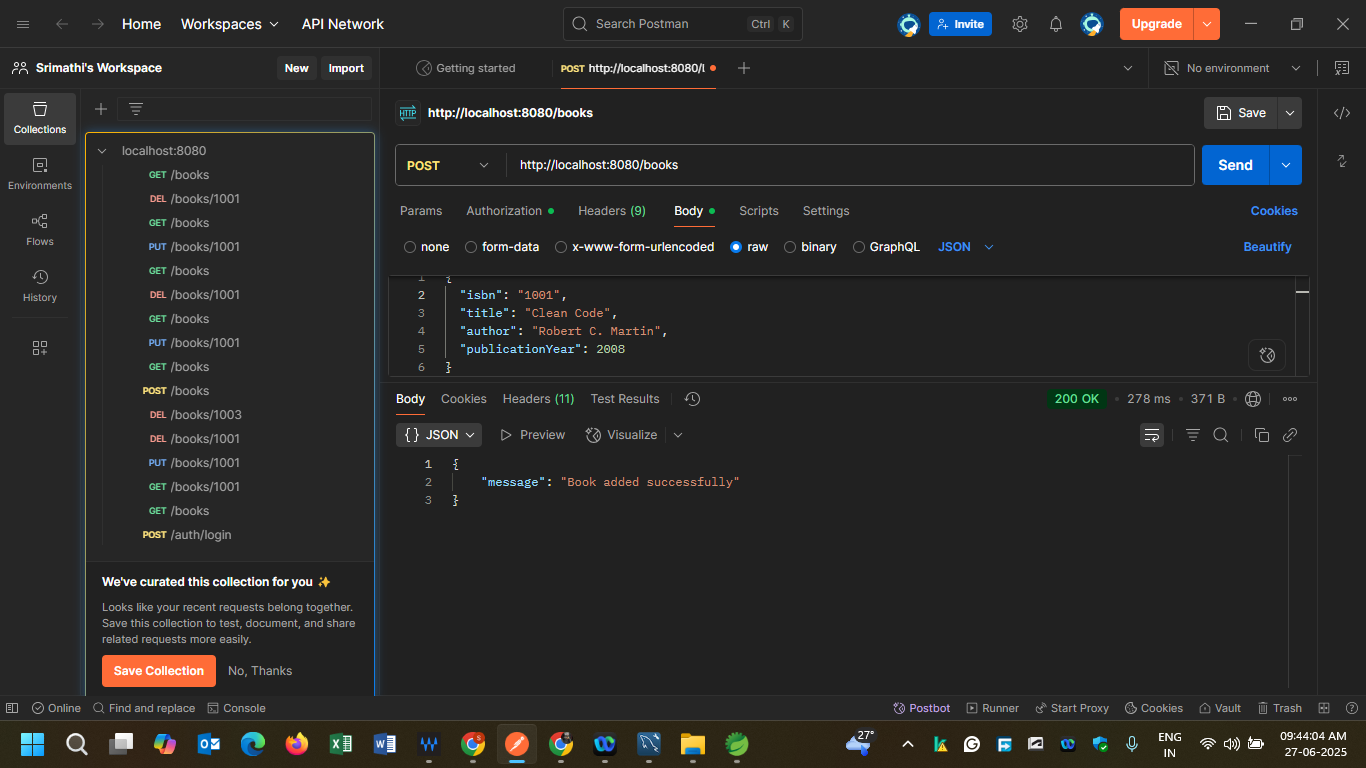 Home Workspaces API Network Search Postman Ctrl K Invite Upgrade
Srimathi's Workspace New Import Getting started POST http://localhost:8080/l No environment
Collections
Environments
Flows
History
localhost:8080
GET /books
DEL /books/1001
GET /books
PUT /books/1001
GET /books
DEL /books/1001
GET /books
PUT /books/1001
GET /books
POST /books
DEL /books/1003
DEL /books/1001
PUT /books/1001
GET /books/1001
GET /books
POST /auth/login
We've curated this collection for you ✨
Looks like your recent requests belong together.
Save this collection to test, document, and share
related requests more easily.
Save Collection No, Thanks
HTTP http://localhost:8080/books Save
POST http://localhost:8080/books Send
Params Authorization Headers (9) Body Scripts Settings Cookies
none form-data x-www-form-urlencoded raw binary GraphQL JSON Beautify
1 {
2 "isbn": "1001",
3 "title": "Clean Code",
4 "author": "Robert C. Martin",
5 "publicationYear": 2008
6 }
Body Cookies Headers (11) Test Results 200 OK • 278 ms • 371 B
{} JSON Preview Visualize
1 {
2 "message": "Book added successfully"
3 }
Online Find and replace Console Postbot Runner Start Proxy Cookies Vault Trash
27° ENG 09:44:04 AM
IN 27-06-2025